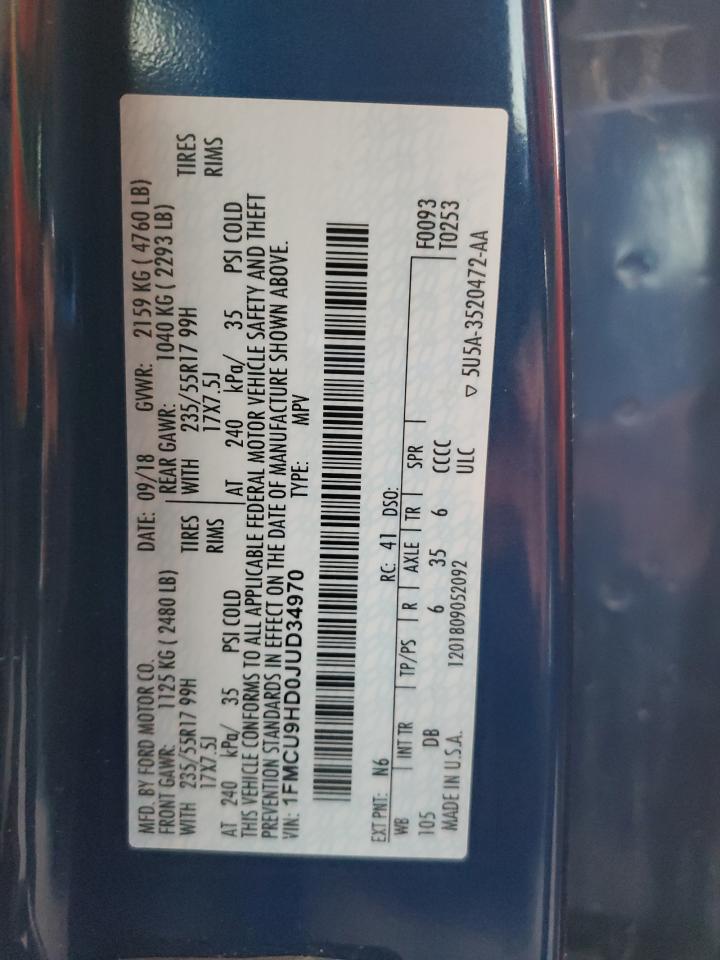 MFD. BY FORD MOTOR CO. DATE: 09/18 GVWR: 2159 KG ( 4760 LB)
FRONT GAWR: 1125 KG ( 2480 LB) REAR GAWR: 1040 KG ( 2293 LB)
WITH 235/55R17 99H TIRES WITH 235/55R17 99H TIRES
17X7.5J RIMS 17X7.5J RIMS
AT 240 kPa/ 35 PSI COLD AT 240 kPa/ 35 PSI COLD
THIS VEHICLE CONFORMS TO ALL APPLICABLE FEDERAL MOTOR VEHICLE SAFETY AND THEFT
PREVENTION STANDARDS IN EFFECT ON THE DATE OF MANUFACTURE SHOWN ABOVE.
VIN: 1FMCU9HD0JUD34970 TYPE: MPV
EXT PNT: N6 RC: 41 DSO:
WB INT TR TP/PS R AXLE TR SPR F0093
105 DB 6 35 6 CCCC T0253
MADE IN U.S.A. 1201809052092 ULC
▽ 5U5A-3520472-AA